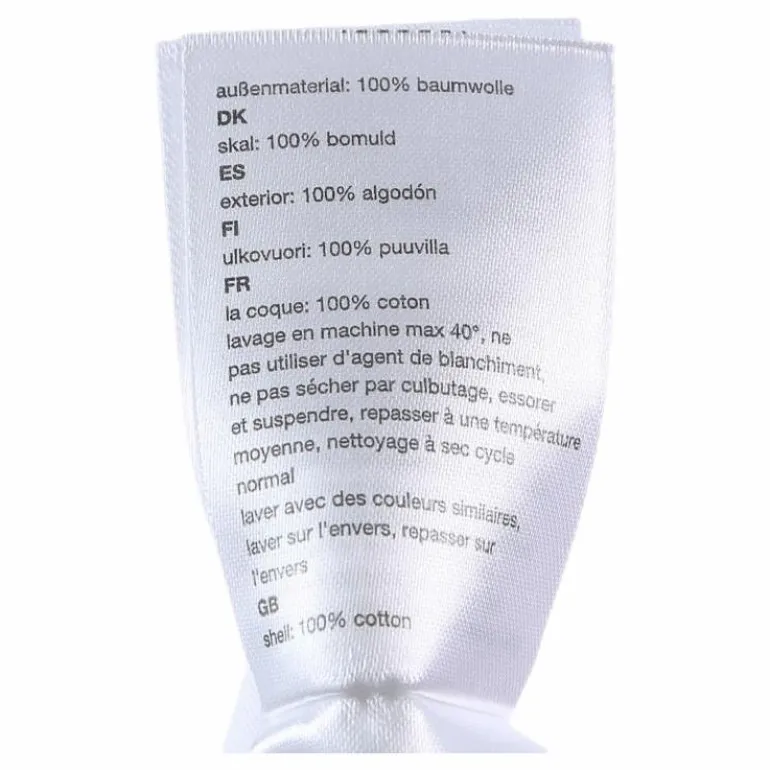 außenmaterial: 100% baumwolle
DK
skal: 100% bomuld
ES
exterior: 100% algodón
FI
ulkovuori: 100% puuvilla
FR
la coque: 100% coton
lavage en machine max 40°, ne
pas utiliser d'agent de blanchiment,
ne pas sécher par culbutage, essorer
et suspendre, repasser à une température
moyenne, nettoyage à sec cycle
normal
laver avec des couleurs similaires,
laver sur l'envers, repasser sur
l'envers
GB
shell: 100% cotton